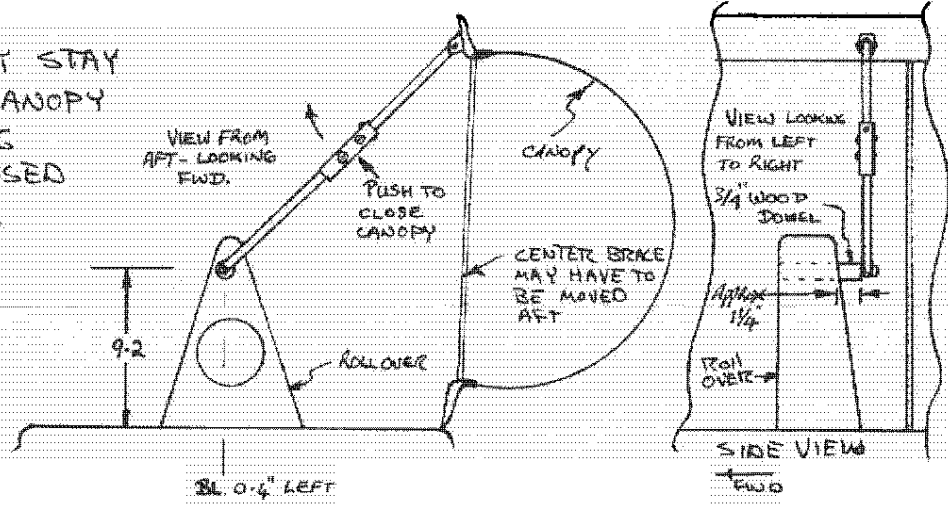 STAY
CANOPY
VIEW FROM
AFT - LOOKING
FWD.
PUSH TO
CLOSE
CANOPY
CANOPY
CENTER BRACE
MAY HAVE TO
BE MOVED
AFT
9.2
ROLLOVER
BL. 0.4" LEFT
VIEW LOOKING
FROM LEFT
TO RIGHT
3/4" WOOD
DOWEL
Approx
1 1/4"
ROLL
OVER
SIDE VIEW
FWD